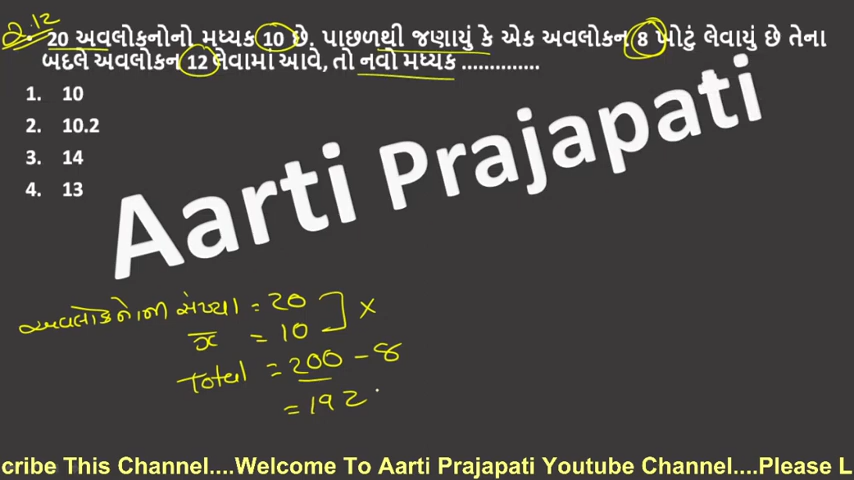 Q.12
20 અવલોકનોનો મધ્યક 10 છે. પાછળથી જણાયું કે એક અવલોકન 8 ખોટું લેવાયું છે તેના
બદલે અવલોકન 12 લેવામાં આવે, તો નવો મધ્યક ...............
1. 10
2. 10.2
3. 14
4. 13
Aarti Prajapati
અવલોકનોની સંખ્યા = 20 ] ×
x̄ = 10
Total = 200 - 8
= 192
cribe This Channel....Welcome To Aarti Prajapati Youtube Channel....Please L